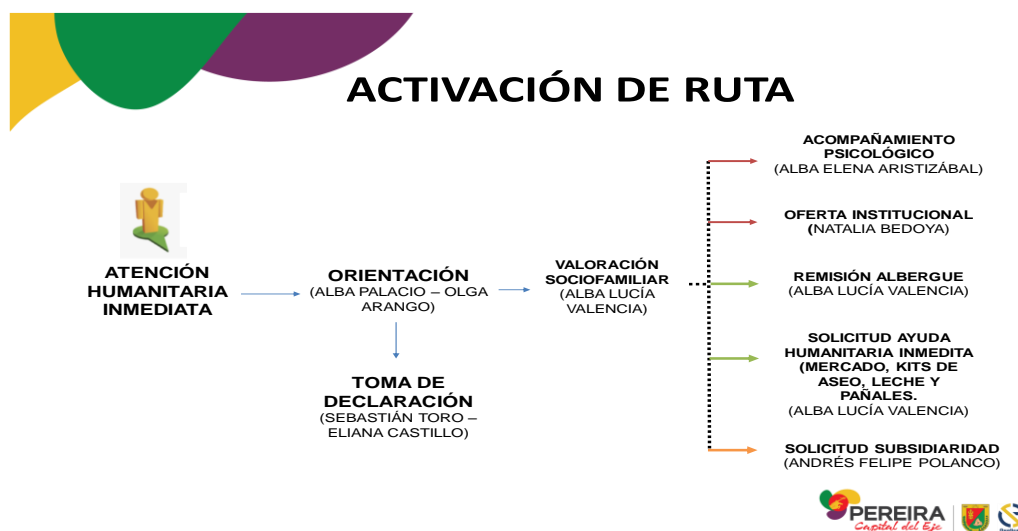 ACTIVACIÓN DE RUTA
ATENCIÓN
HUMANITARIA
INMEDIATA
ORIENTACIÓN
(ALBA PALACIO – OLGA
ARANGO)
TOMA DE
DECLARACIÓN
(SEBASTIÁN TORO –
ELIANA CASTILLO)
VALORACIÓN
SOCIOFAMILIAR
(ALBA LUCÍA
VALENCIA)
ACOMPAÑAMIENTO
PSICOLÓGICO
(ALBA ELENA ARISTIZÁBAL)
OFERTA INSTITUCIONAL
(NATALIA BEDOYA)
REMISIÓN ALBERGUE
(ALBA LUCÍA VALENCIA)
SOLICITUD AYUDA
HUMANITARIA INMEDITA
(MERCADO, KITS DE
ASEO, LECHE Y
PAÑALES.
(ALBA LUCÍA VALENCIA)
SOLICITUD SUBSIDIARIDAD
(ANDRÉS FELIPE POLANCO)
PEREIRA
Capital del Eje